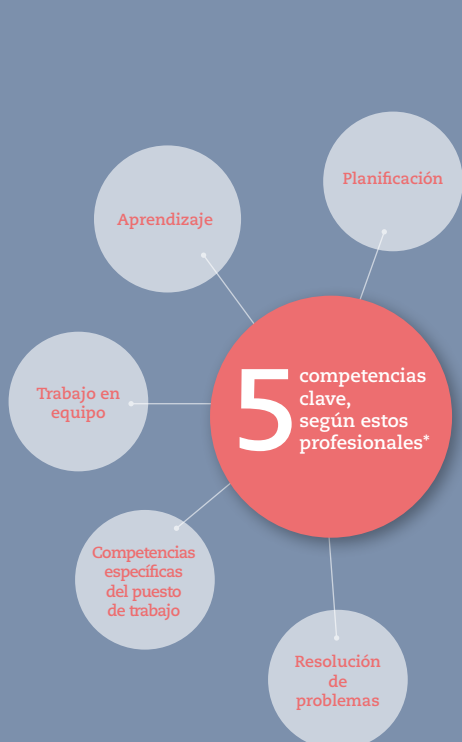 Planificación
Aprendizaje
5
competencias
clave,
según estos
profesionales*
Trabajo en
equipo
Competencias
específicas
del puesto
de trabajo
Resolución
de
problemas